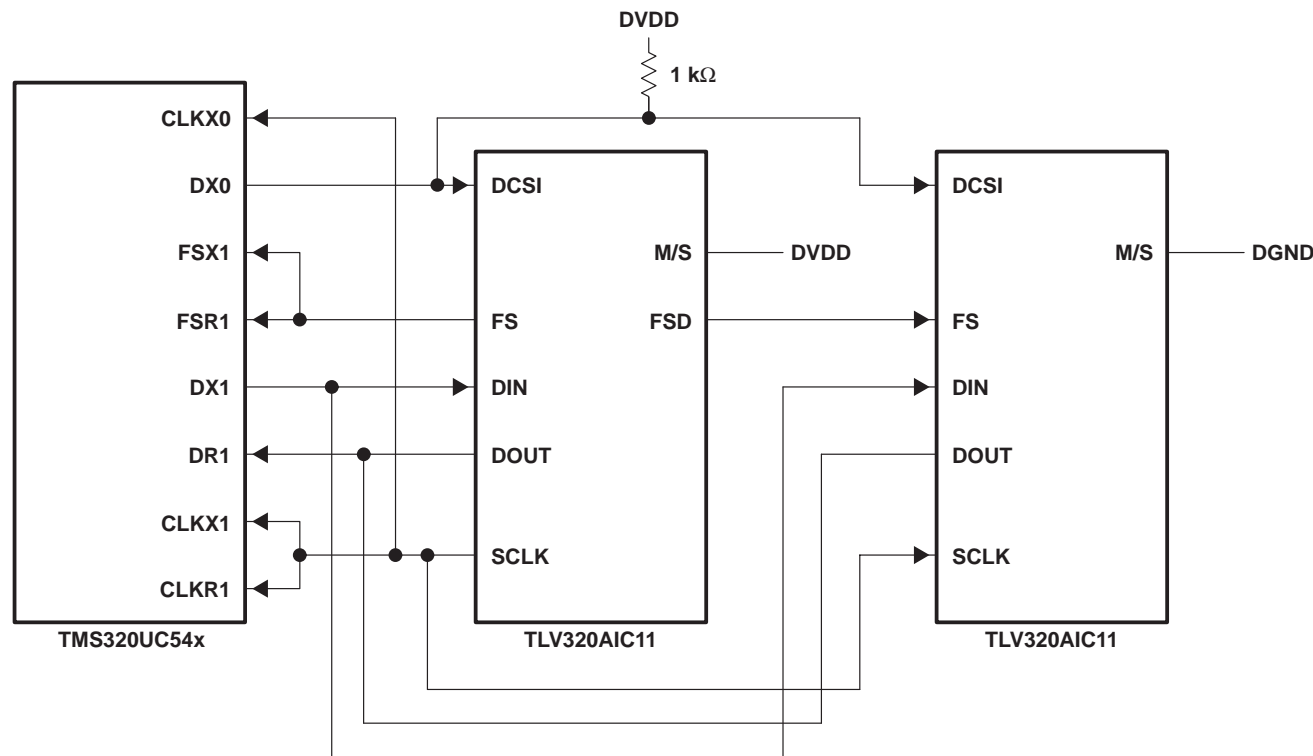 DVDD
1 kΩ
CLKX0
DX0
FSX1
FSR1
DX1
DR1
CLKX1
CLKR1
TMS320UC54x
DCSI
M/S
DVDD
FS
FSD
DIN
DOUT
SCLK
TLV320AIC11
DCSI
M/S
DGND
FS
DIN
DOUT
SCLK
TLV320AIC11